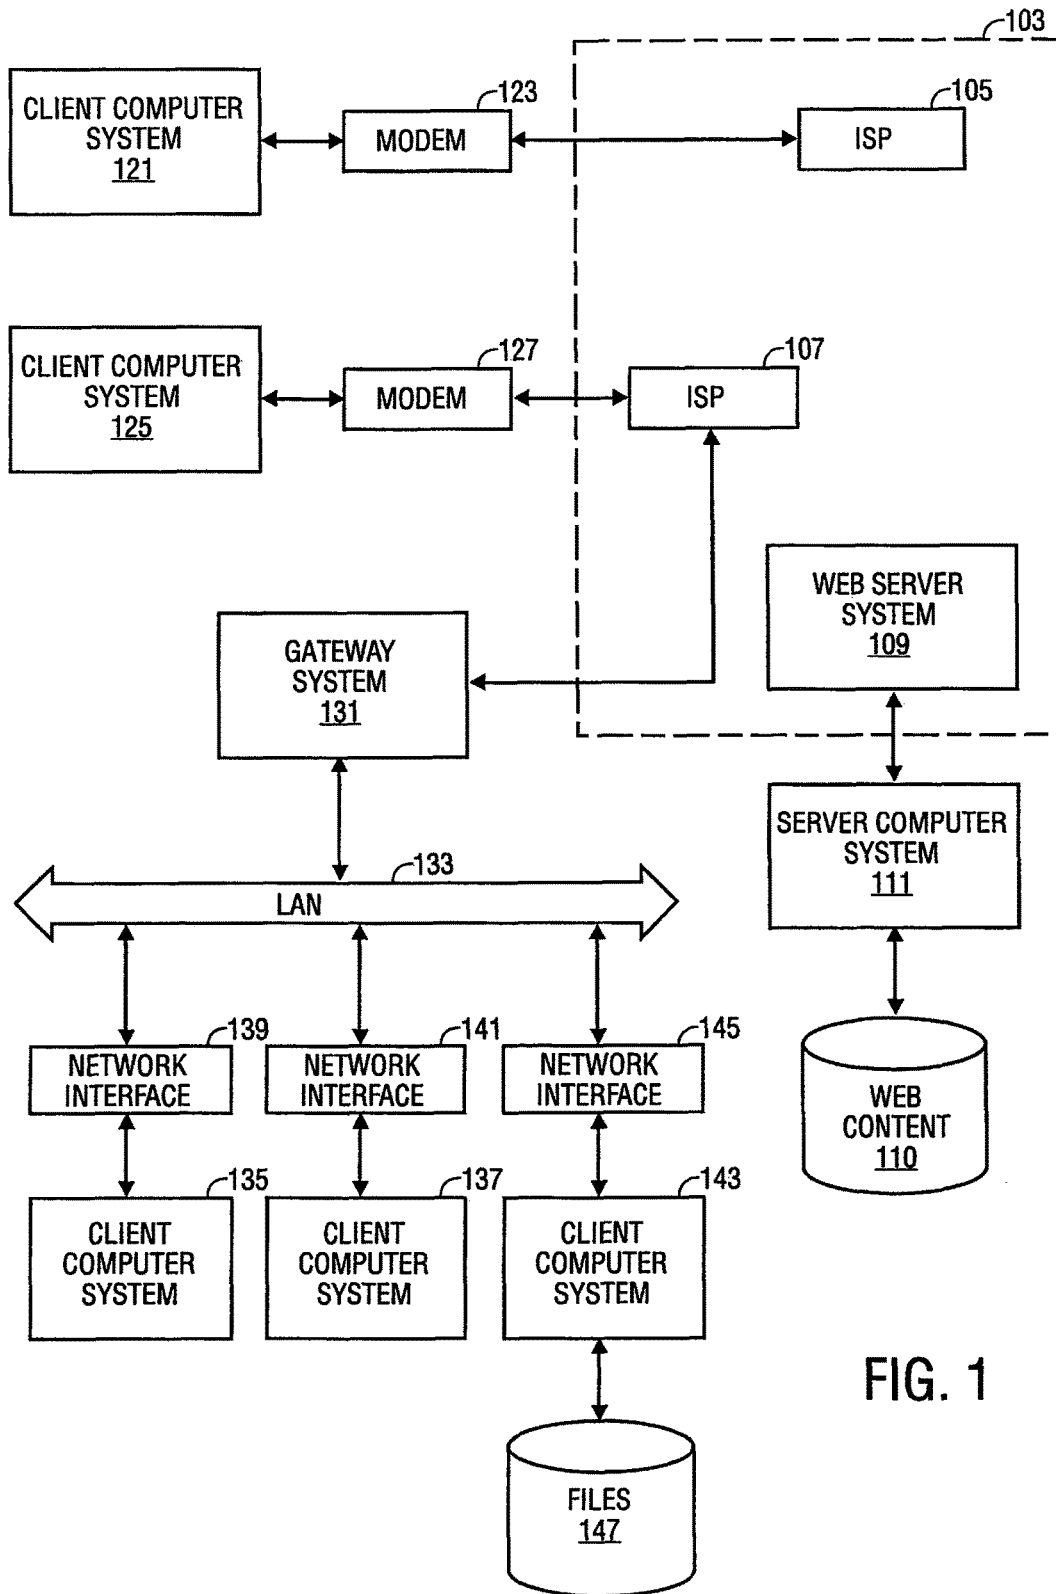 103
CLIENT COMPUTER
SYSTEM
121
123
MODEM
105
ISP
CLIENT COMPUTER
SYSTEM
125
127
MODEM
107
ISP
WEB SERVER
SYSTEM
109
GATEWAY
SYSTEM
131
SERVER COMPUTER
SYSTEM
111
133
LAN
139
NETWORK
INTERFACE
141
NETWORK
INTERFACE
145
NETWORK
INTERFACE
WEB
CONTENT
110
135
CLIENT
COMPUTER
SYSTEM
137
CLIENT
COMPUTER
SYSTEM
143
CLIENT
COMPUTER
SYSTEM
FIG. 1
FILES
147